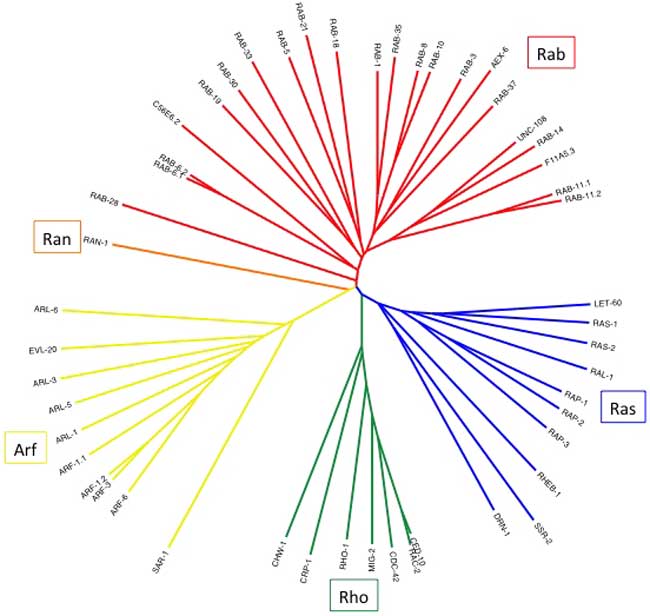 Rab
RAB-28
RAB-6.1
RAB-6.2
C56E6.2
RAB-19
RAB-30
RAB-33
RAB-5
RAB-21
RAB-18
RAB-1
RAB-35
RAB-8
RAB-10
RAB-3
AEX-6
RAB-37
UNC-108
RAB-14
F11A5.3
RAB-11.1
RAB-11.2
LET-60
RAS-1
RAS-2
RAL-1
RAP-1
RAP-2
RAP-3
Ras
RHEB-1
SSR-2
DRN-1
RAC-2
CED-10
CDC-42
MIG-2
RHO-1
CRP-1
CHW-1
Rho
SAR-1
ARF-6
ARF-3
ARF-1.2
ARF-1.1
Arf
ARL-1
ARL-5
ARL-3
EVL-20
ARL-6
Ran
RAN-1